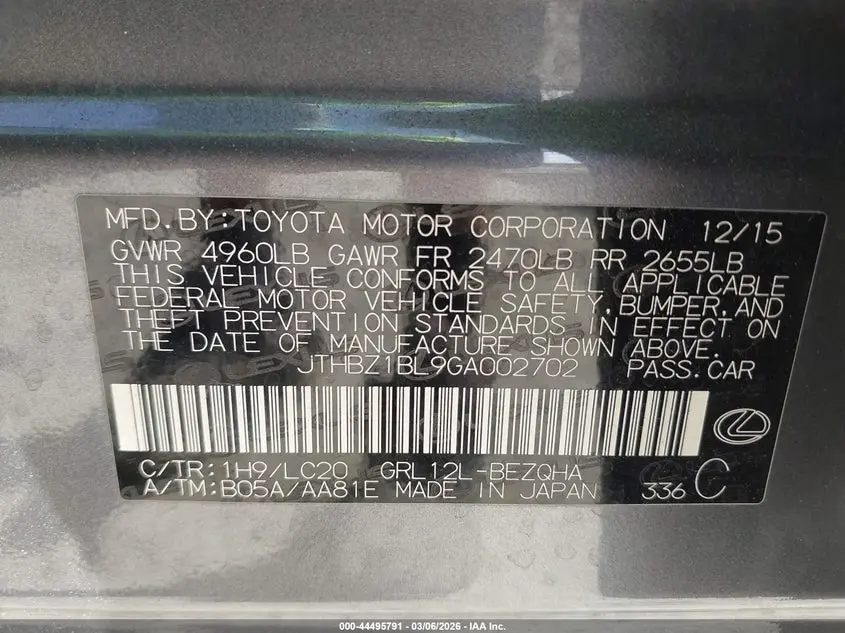 MFD.BY:TOYOTA MOTOR CORPORATION 12/15
GVWR 4960LB GAWR FR 2470LB RR 2655LB
THIS VEHICLE CONFORMS TO ALL APPLICABLE
FEDERAL MOTOR VEHICLE SAFETY,BUMPER,AND
THEFT PREVENTION STANDARDS IN EFFECT ON
THE DATE OF MANUFACTURE SHOWN ABOVE.
JTHBZ1BL9GA002702 PASS.CAR
C/TR:1H9/LC20 GRL12L-BEZQHA
A/TM:B05A/AA81E MADE IN JAPAN 336 C
000-44495791 - 03/06/2026 - IAA Inc.